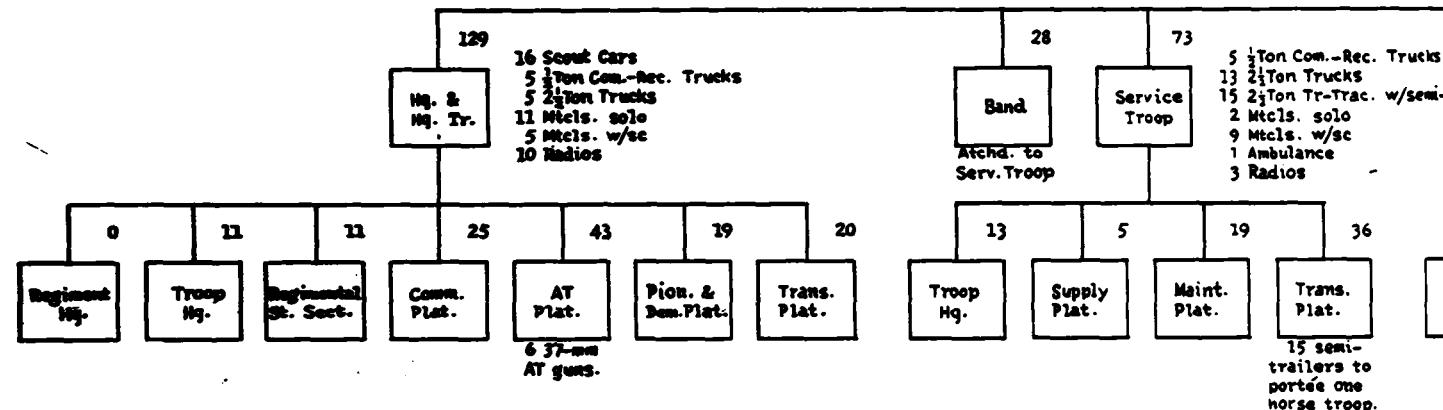 129
16 Scout Cars
5 ½Ton Com.-Rec. Trucks
5 2½Ton Trucks
11 Mtcls. solo
5 Mtcls. w/sc
10 Radios
Hq. &
Hq. Tr.
28
Band
Atchd. to
Serv. Troop
73
Service
Troop
5 ½Ton Com.-Rec. Trucks
13 2½Ton Trucks
15 2½Ton Tr-Trac. w/semi-
2 Mtcls. solo
9 Mtcls. w/sc
1 Ambulance
3 Radios
0
Regiment
Hq.
11
Troop
Hq.
11
Regimental
St. Sect.
25
Comm.
Plat.
43
AT
Plat.
6 37-mm
AT guns.
19
Pion. &
Dem. Plat.
20
Trans.
Plat.
13
Troop
Hq.
5
Supply
Plat.
19
Maint.
Plat.
36
Trans.
Plat.
15 semi-
trailers to
portée one
horse troop.